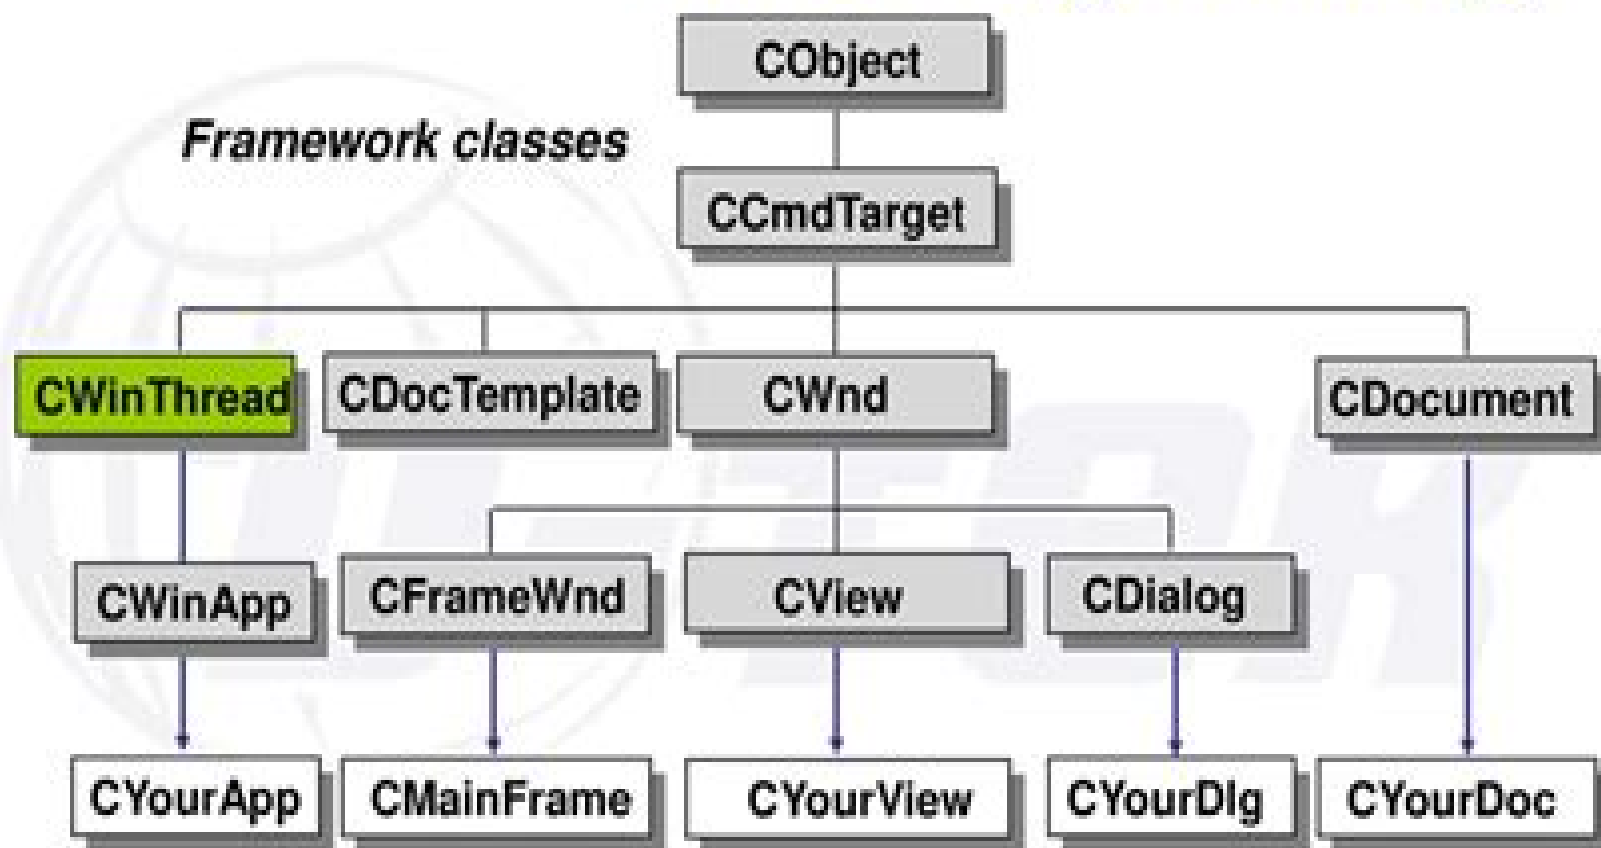 CObject
Framework classes
CCmdTarget
CWinThread
CDocTemplate
CWnd
CDocument
CWinApp
CFrameWnd
CView
CDialog
CYourApp
CMainFrame
CYourView
CYourDlg
CYourDoc